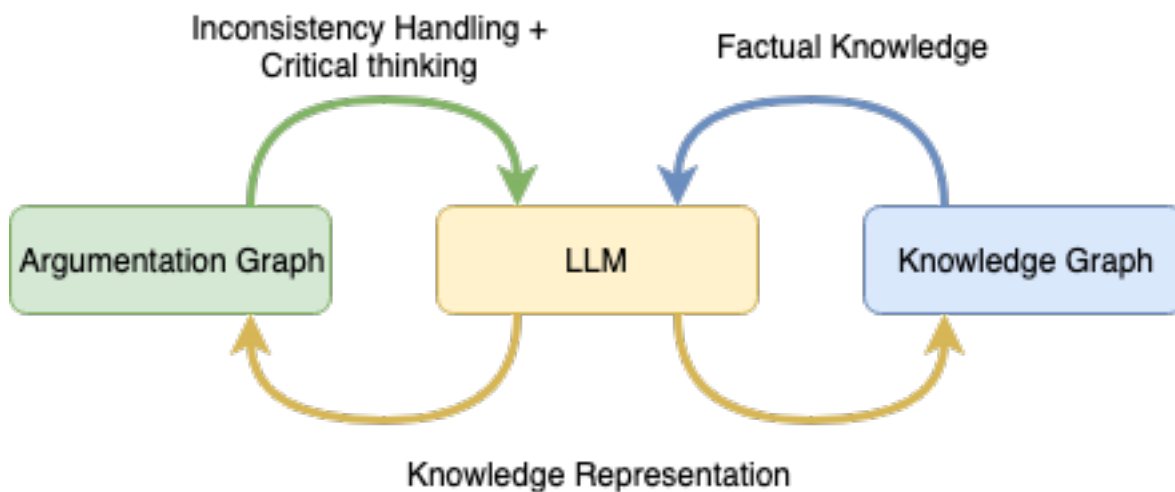 Inconsistency Handling +
Critical thinking
Factual Knowledge
Argumentation Graph
LLM
Knowledge Graph
Knowledge Representation